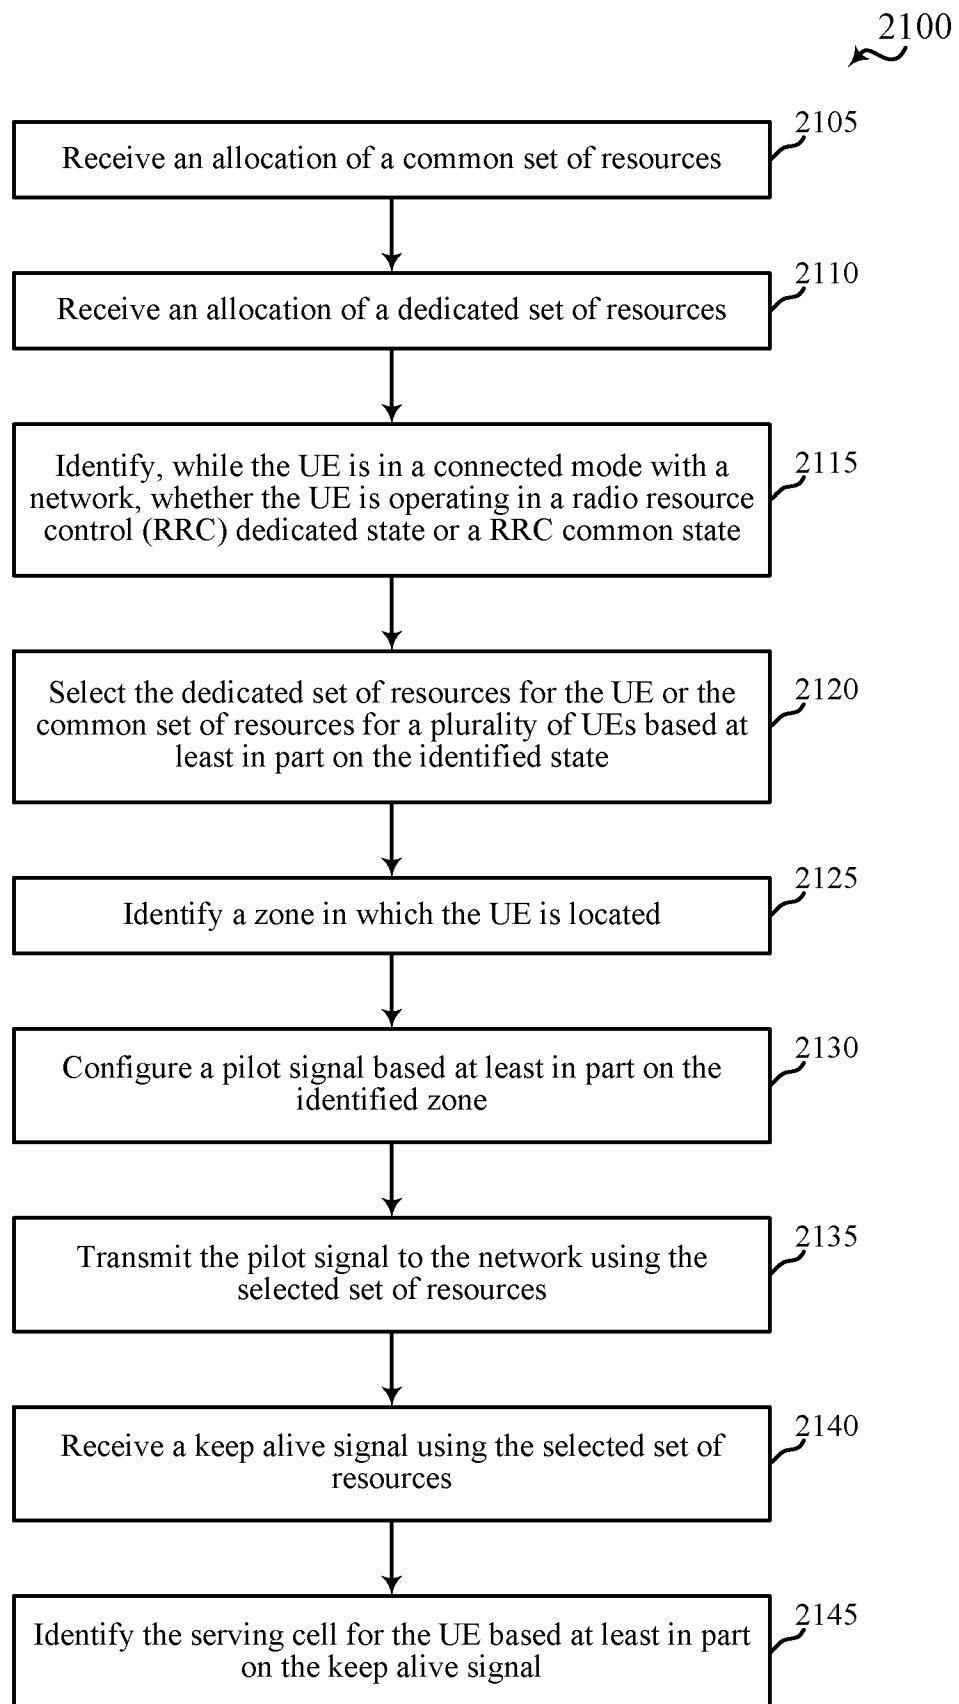 2100
2105
Receive an allocation of a common set of resources
2110
Receive an allocation of a dedicated set of resources
2115
Identify, while the UE is in a connected mode with a
network, whether the UE is operating in a radio resource
control (RRC) dedicated state or a RRC common state
2120
Select the dedicated set of resources for the UE or the
common set of resources for a plurality of UEs based at
least in part on the identified state
2125
Identify a zone in which the UE is located
2130
Configure a pilot signal based at least in part on the
identified zone
2135
Transmit the pilot signal to the network using the
selected set of resources
2140
Receive a keep alive signal using the selected set of
resources
2145
Identify the serving cell for the UE based at least in part
on the keep alive signal